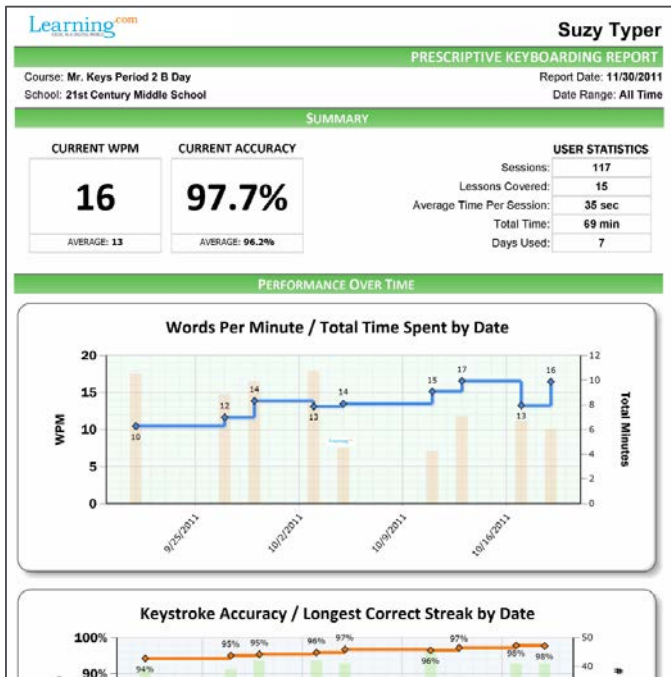 Learning.com
Suzy Typer
PRESCRIPTIVE KEYBOARDING REPORT
Course: Mr. Keys Period 2 B Day
Report Date: 11/30/2011
School: 21st Century Middle School
Date Range: All Time
SUMMARY
CURRENT WPM
CURRENT ACCURACY
USER STATISTICS
16
97.7%
Sessions: 117
Lessons Covered: 15
Average Time Per Session: 35 sec
Total Time: 69 min
Days Used: 7
AVERAGE: 13
AVERAGE: 96.2%
PERFORMANCE OVER TIME
Words Per Minute / Total Time Spent by Date
20
15
10
5
0
WPM
10
12
14
13
14
15
17
13
16
12
10
8
6
4
2
0
Total Minutes
9/25/2011
10/2/2011
10/9/2011
10/16/2011
Keystroke Accuracy / Longest Correct Streak by Date
100%
90%
94%
95%
95%
96%
97%
96%
97%
98%
98%
50
40